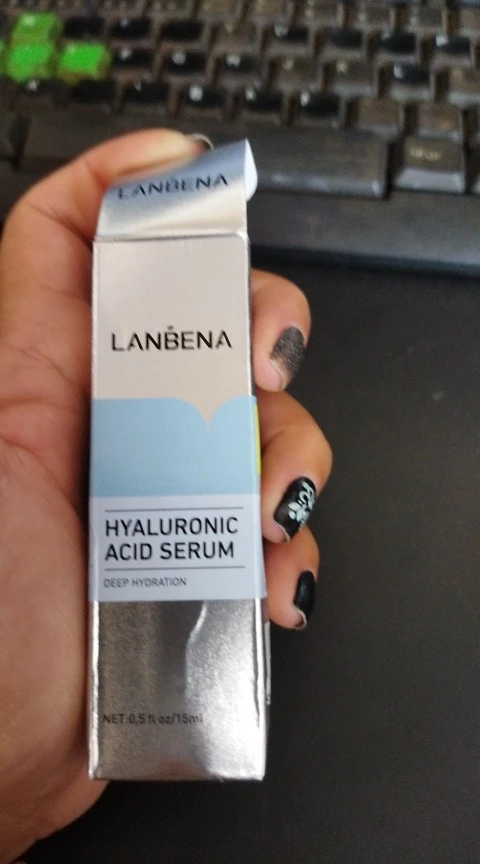 LANBENA
LANBENA
HYALURONIC
ACID SERUM
DEEP HYDRATION
NET:0,5 fl oz/15ml